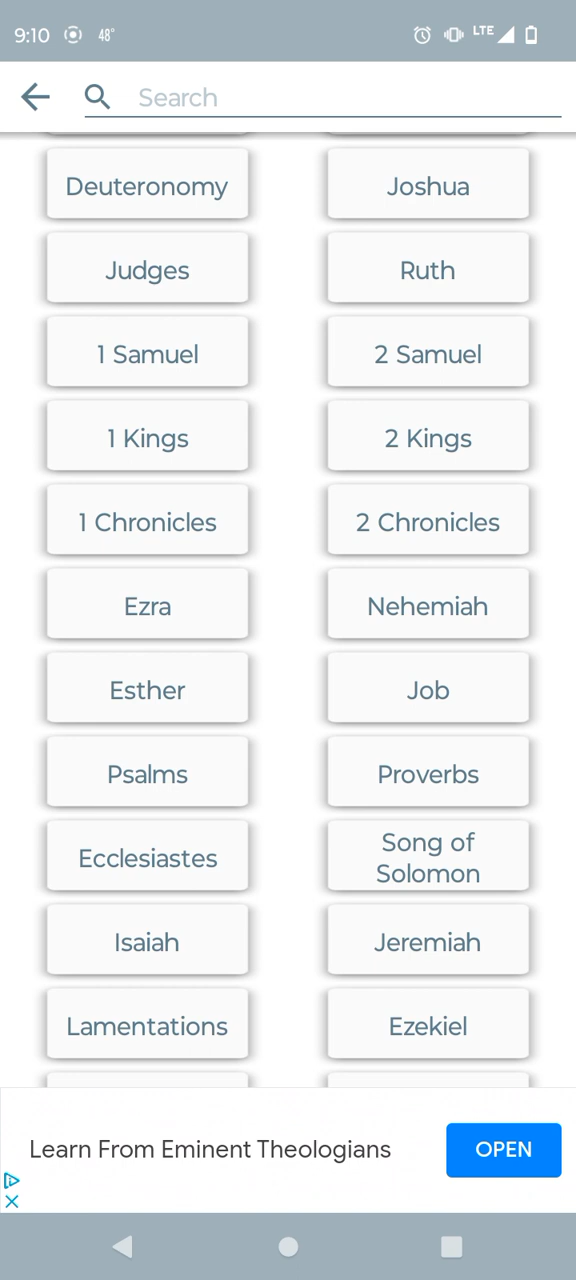 9:10 48° LTE
Search
Deuteronomy Joshua
Judges Ruth
1 Samuel 2 Samuel
1 Kings 2 Kings
1 Chronicles 2 Chronicles
Ezra Nehemiah
Esther Job
Psalms Proverbs
Ecclesiastes Song of
Solomon
Isaiah Jeremiah
Lamentations Ezekiel
Learn From Eminent Theologians OPEN